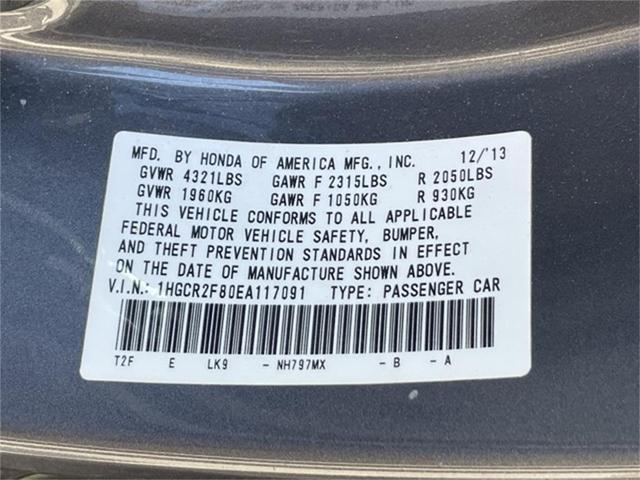 MFD. BY HONDA OF AMERICA MFG., INC. 12/'13
GVWR 4321LBS GAWR F 2315LBS R 2050LBS
GVWR 1960KG GAWR F 1050KG R 930KG
THIS VEHICLE CONFORMS TO ALL APPLICABLE
FEDERAL MOTOR VEHICLE SAFETY, BUMPER,
AND THEFT PREVENTION STANDARDS IN EFFECT
ON THE DATE OF MANUFACTURE SHOWN ABOVE.
V.I.N.: 1HGCR2F80EA117091 TYPE: PASSENGER CAR
T2F E LK9 - NH797MX - B - A